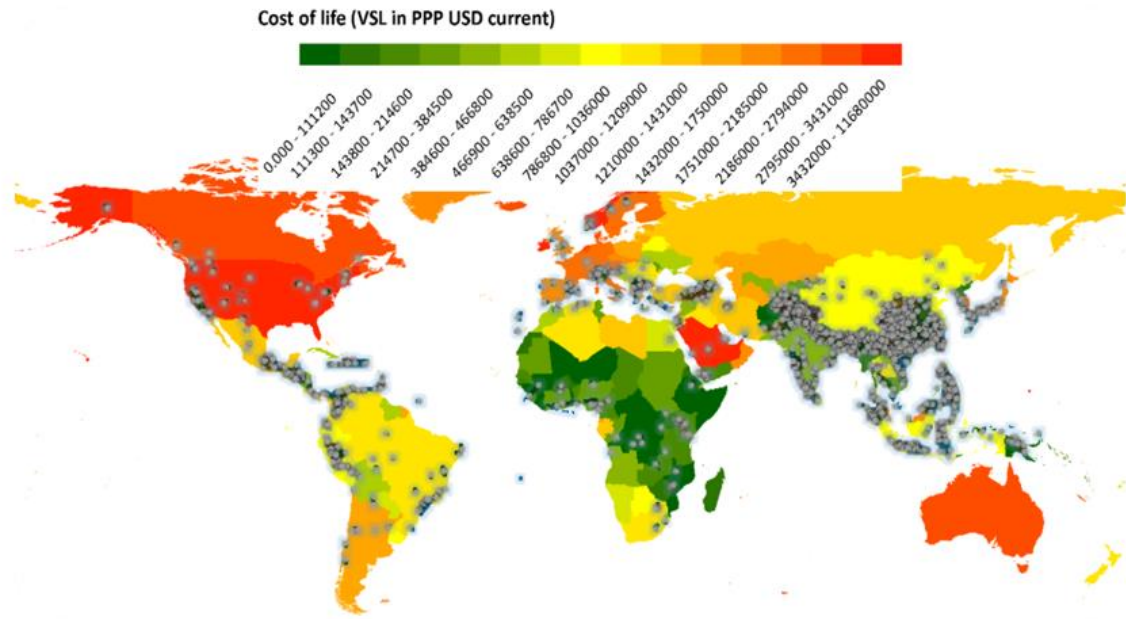 Cost of life (VSL in PPP USD current)
0.000 - 111200
111300 - 143700
143800 - 214600
214700 - 384500
384600 - 466800
466900 - 638500
638600 - 786700
786800 - 1036000
1037000 - 1209000
1210000 - 1431000
1432000 - 1750000
1751000 - 2185000
2186000 - 2794000
2795000 - 3431000
3432000 - 11680000